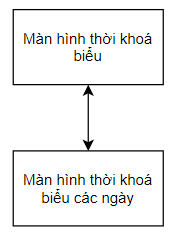 Màn hình thời khoá
biểu
Màn hình thời khoá
biểu các ngày